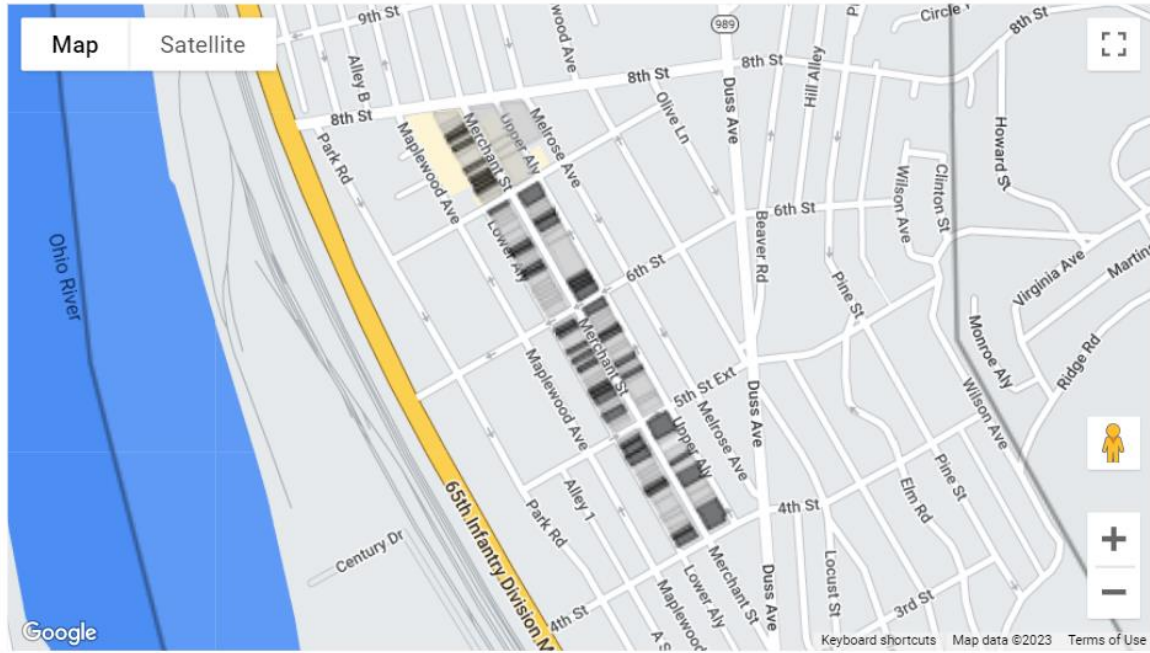 Map
Satellite
9th St
Alley B
989
Circle
8th St
8th St
8th St
8th St
Duss Ave
Hill Alley
Olive Ln
Howard St
Park Rd
Maplewood Ave
Merchant St
Upper Aly
Melrose Ave
Wilson Ave
Clinton St
6th St
6th St
Beaver Rd
Lower Aly
Ohio River
Virginia Ave
Pine St
Monroe Aly
Ridge Rd
Merchant St
Maplewood Ave
5th St Ext
Duss Ave
Wilson Ave
Melrose Ave
Upper Aly
65th Infantry Division M
Alley 1
Park Rd
4th St
Elm Rd
Pine St
Century Dr
Locust St
3rd St
Duss Ave
Merchant St
Lower Aly
Maplewood
4th St
A S
Google
Keyboard shortcuts
Map data ©2023
Terms of Use